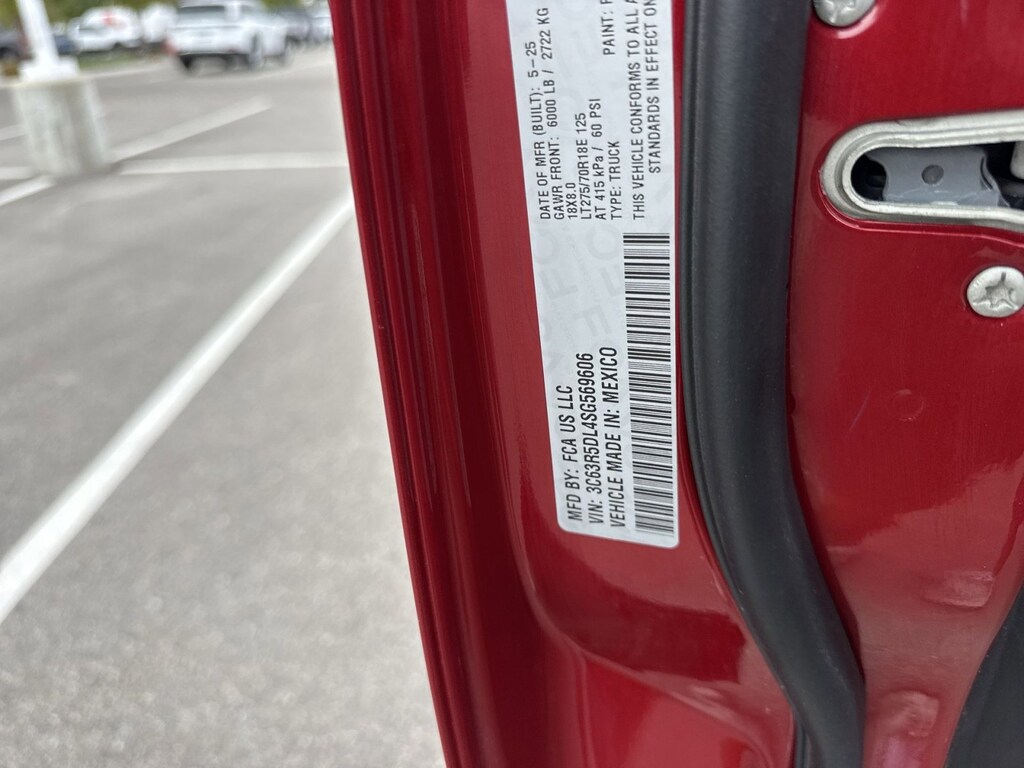 MFD BY: FCA US LLC
DATE OF MFR (BUILT): 5-25
GAWR FRONT: 6000 LB / 2722 KG
18X8.0
LT275/70R18E 125
AT 415 kPa / 60 PSI
VIN: 3C63R5DL4SG569606
TYPE: TRUCK
PAINT:
VEHICLE MADE IN: MEXICO
THIS VEHICLE CONFORMS TO ALL
STANDARDS IN EFFECT ON